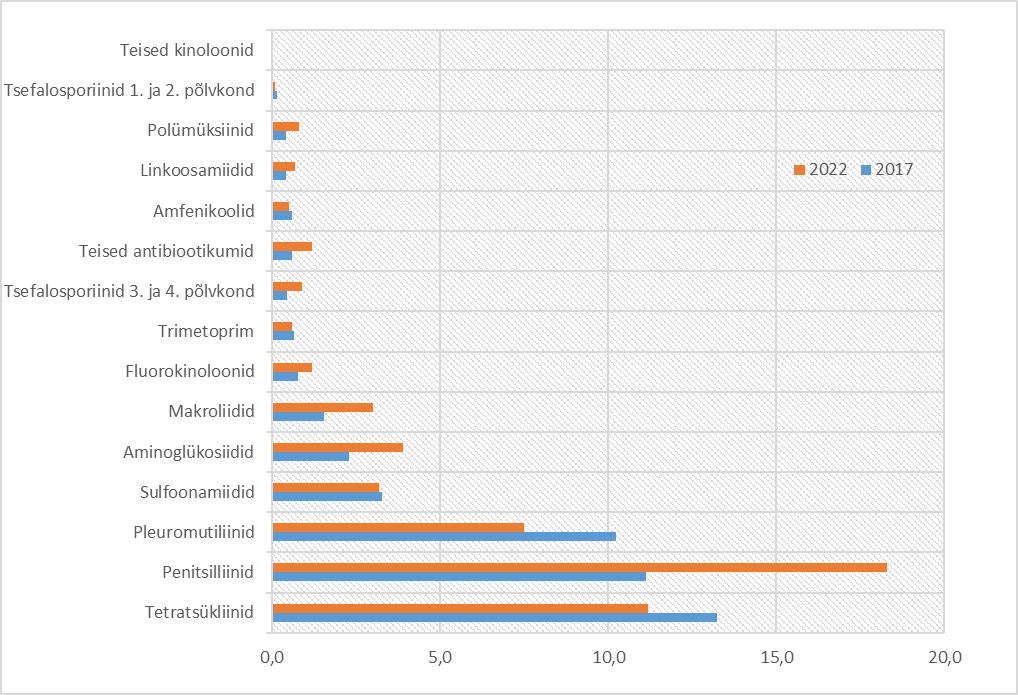 Teised kinoloonid
Tsefalosporiinid 1. ja 2. põlvkond
Polümüksiinid
Linkoosamiidid
2022 2017
Amfenikoolid
Teised antibiootikumid
Tsefalosporiinid 3. ja 4. põlvkond
Trimetoprim
Fluorokinoloonid
Makroliidid
Aminoglükosiidid
Sulfoonamiidid
Pleuromutiliinid
Penitsilliinid
Tetratsükliinid
0,0 5,0 10,0 15,0 20,0